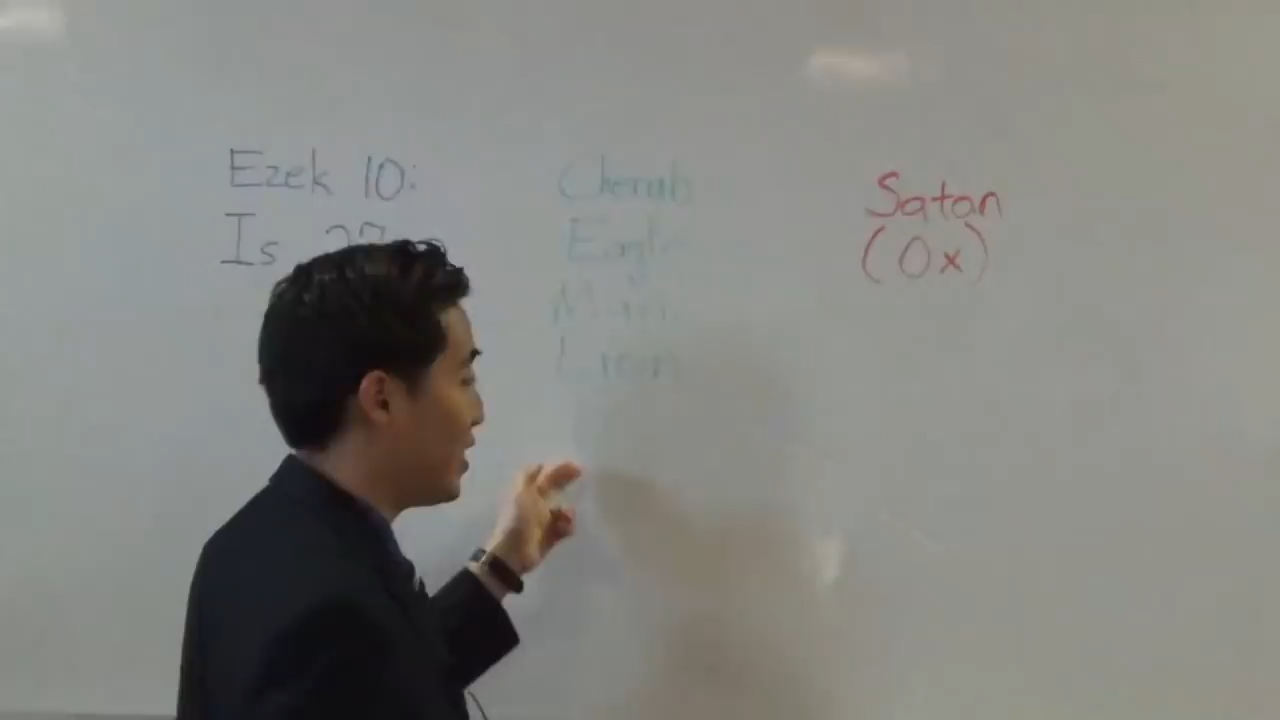 Ezek 10:
Is
Cherub
Eagle
Man
Lion
Satan
(Ox)